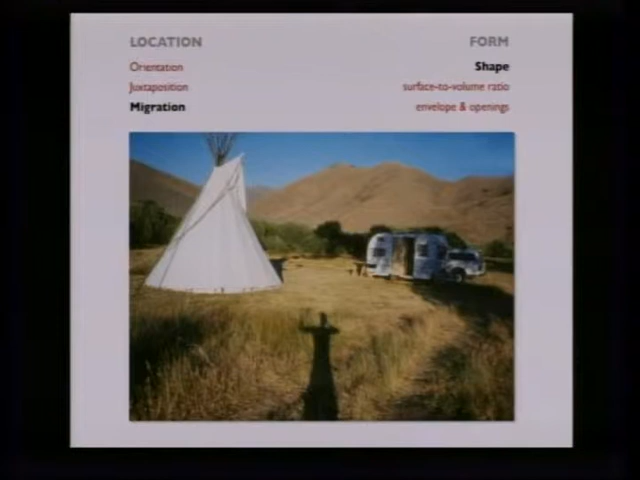 LOCATION
Orientation
Juxtaposition
Migration
FORM
Shape
surface-to-volume ratio
envelope & openings